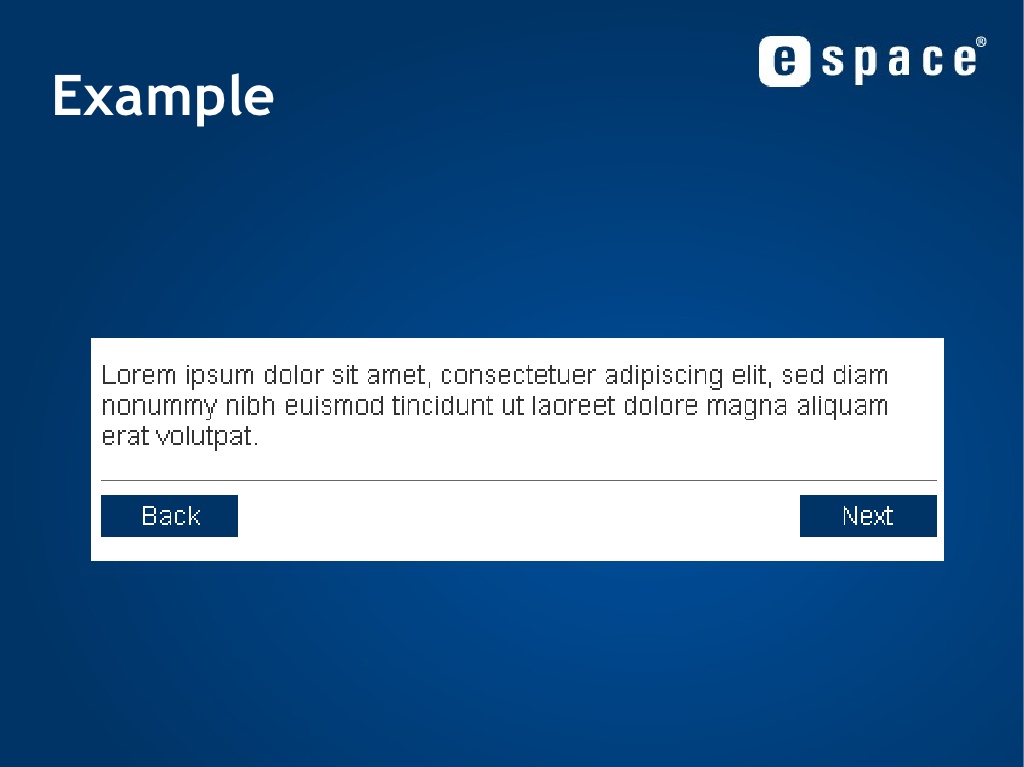 espace®
Example
Lorem ipsum dolor sit amet, consectetuer adipiscing elit, sed diam
nonummy nibh euismod tincidunt ut laoreet dolore magna aliquam
erat volutpat.
Back
Next